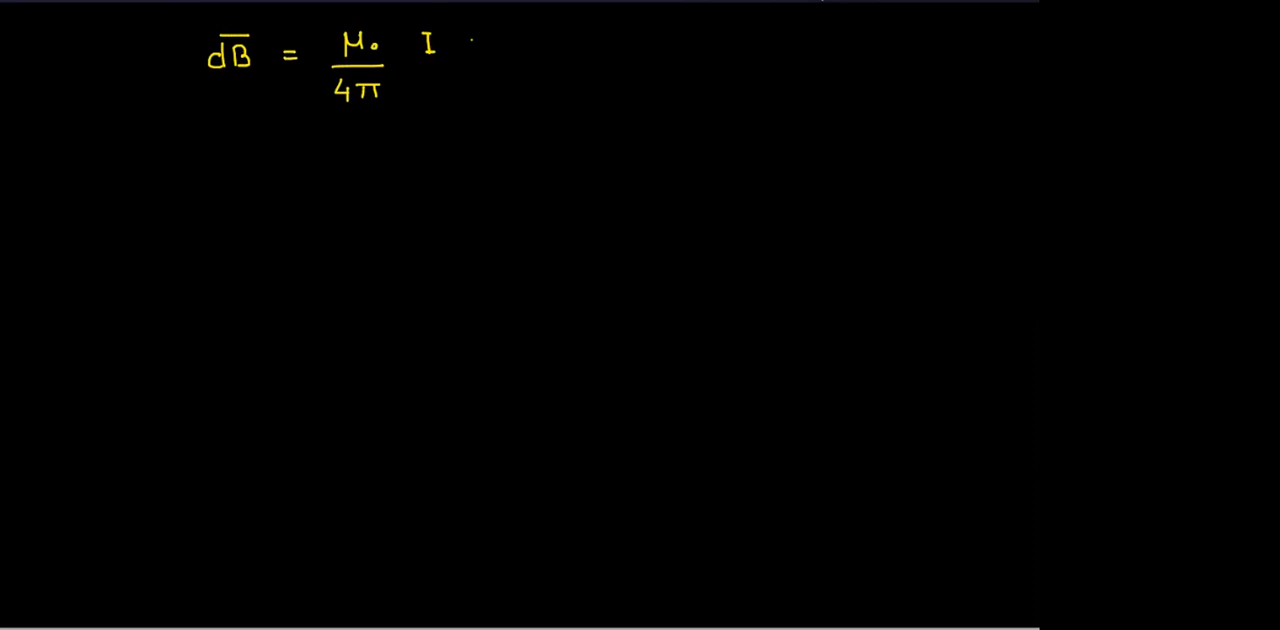 dB̅ = μ₀/4π I